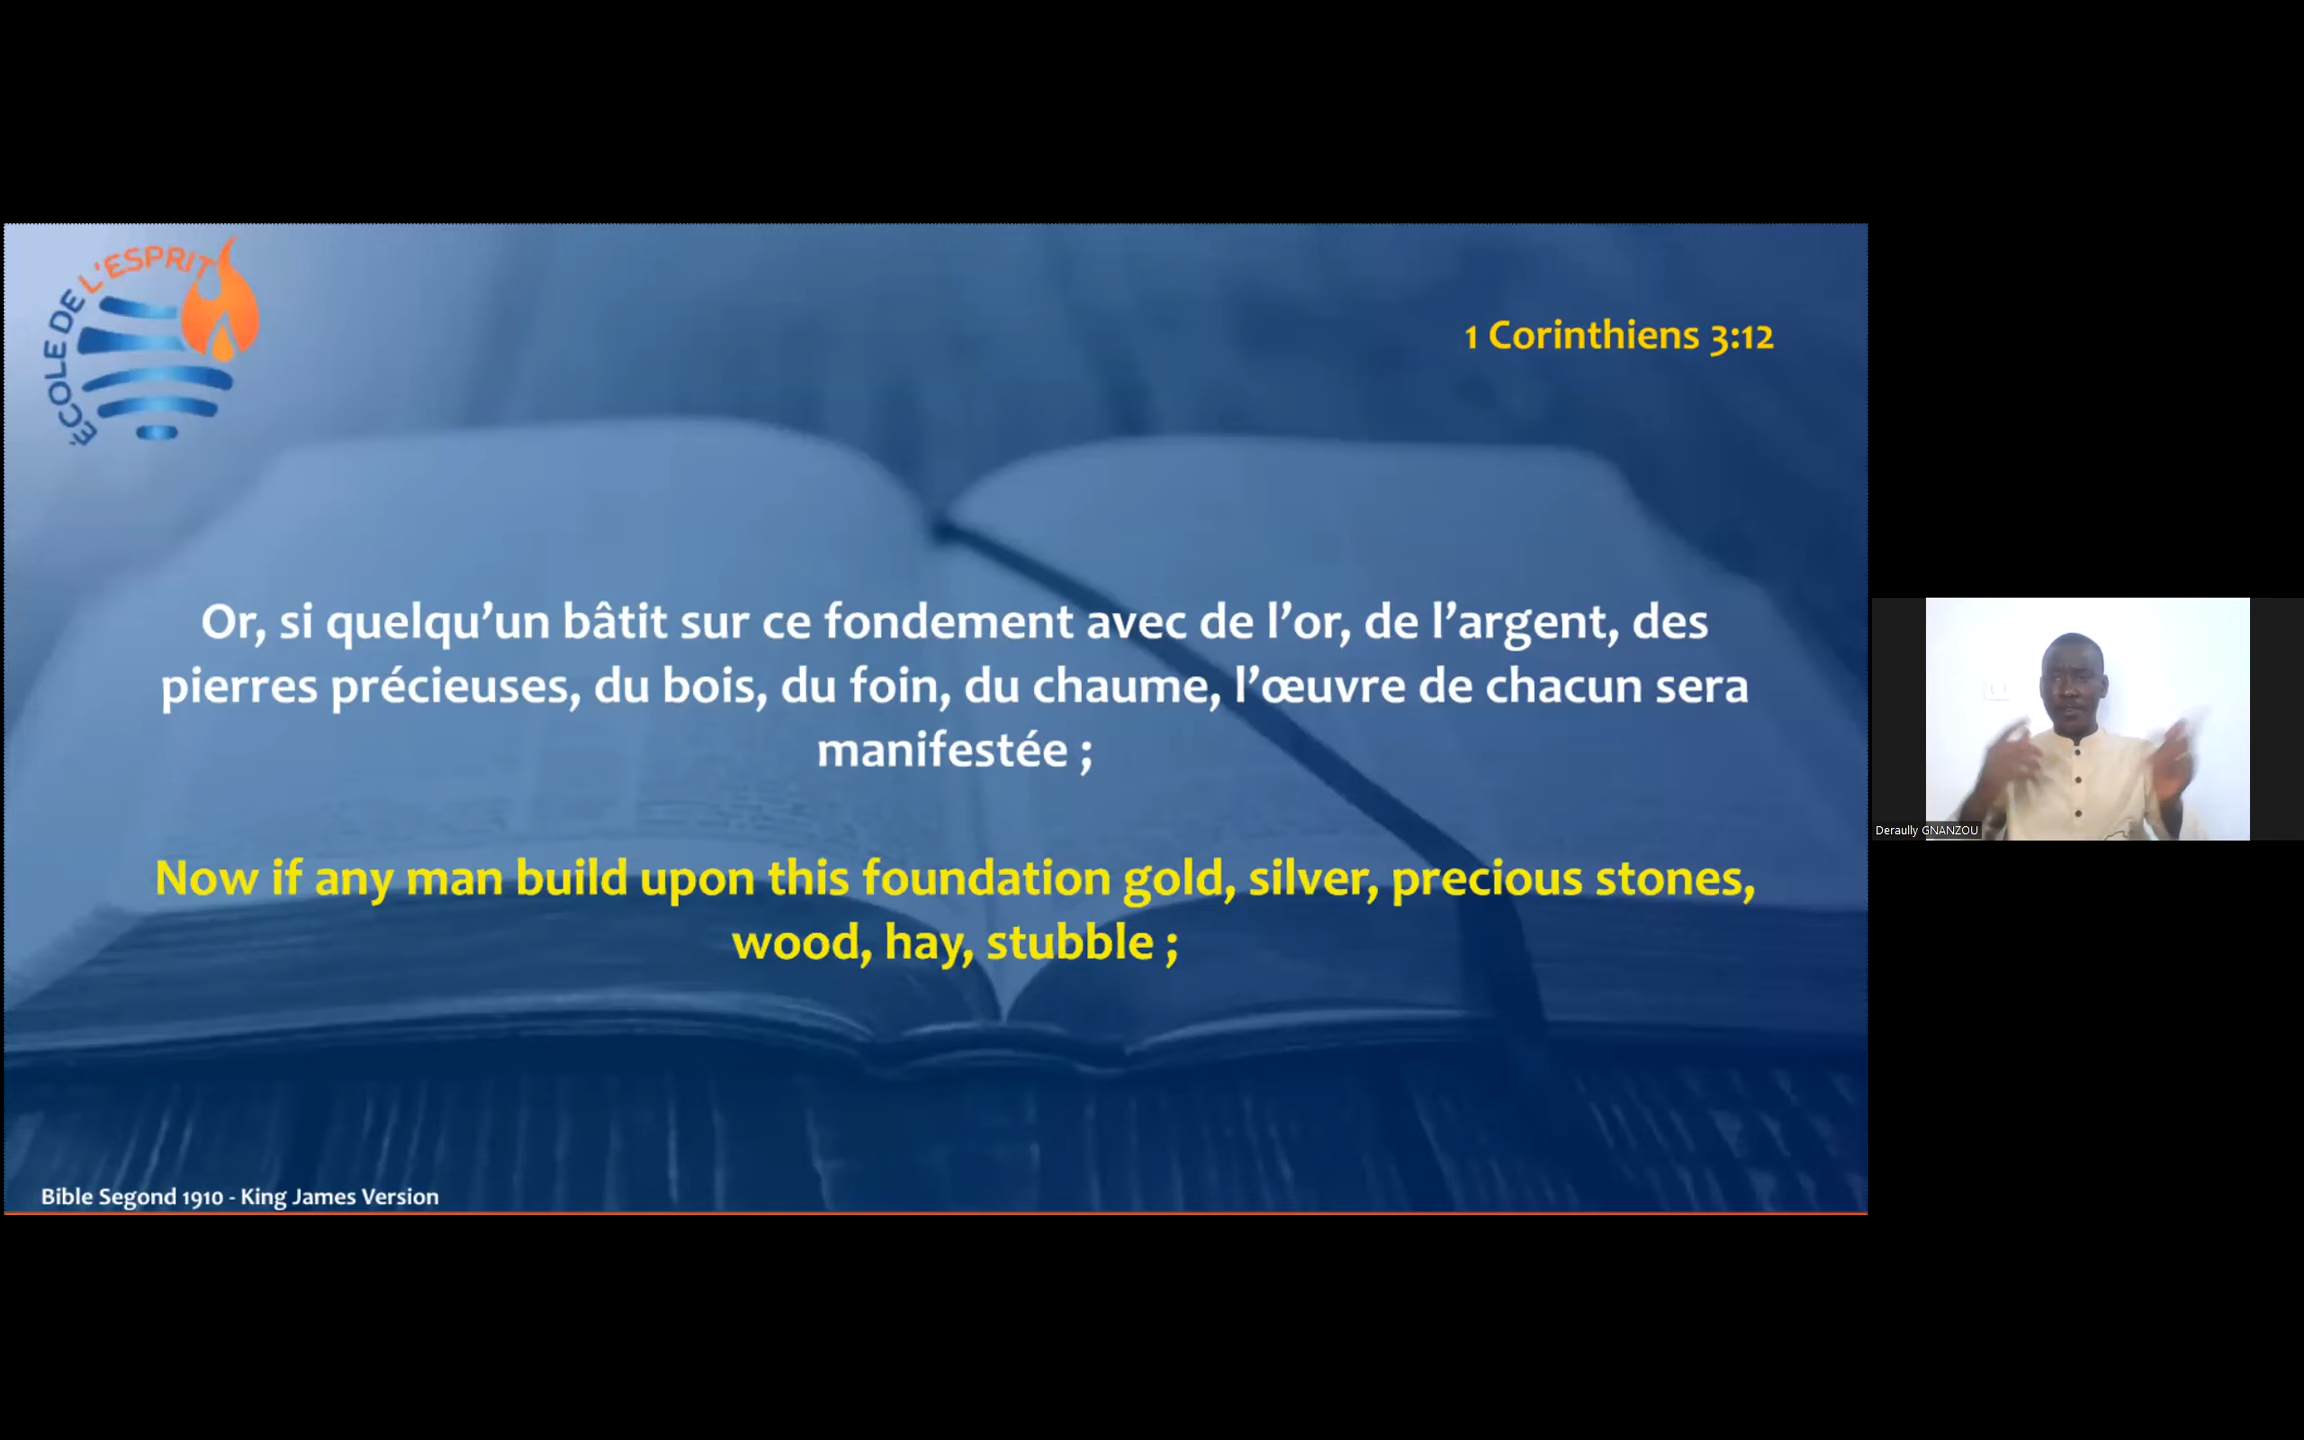 ÉCOLE DE L'ESPRIT
1 Corinthiens 3:12
Or, si quelqu’un bâtit sur ce fondement avec de l’or, de l’argent, des
pierres précieuses, du bois, du foin, du chaume, l’œuvre de chacun sera
manifestée ;
Now if any man build upon this foundation gold, silver, precious stones,
wood, hay, stubble ;
Deraully GNANZOU
Bible Segond 1910 - King James Version